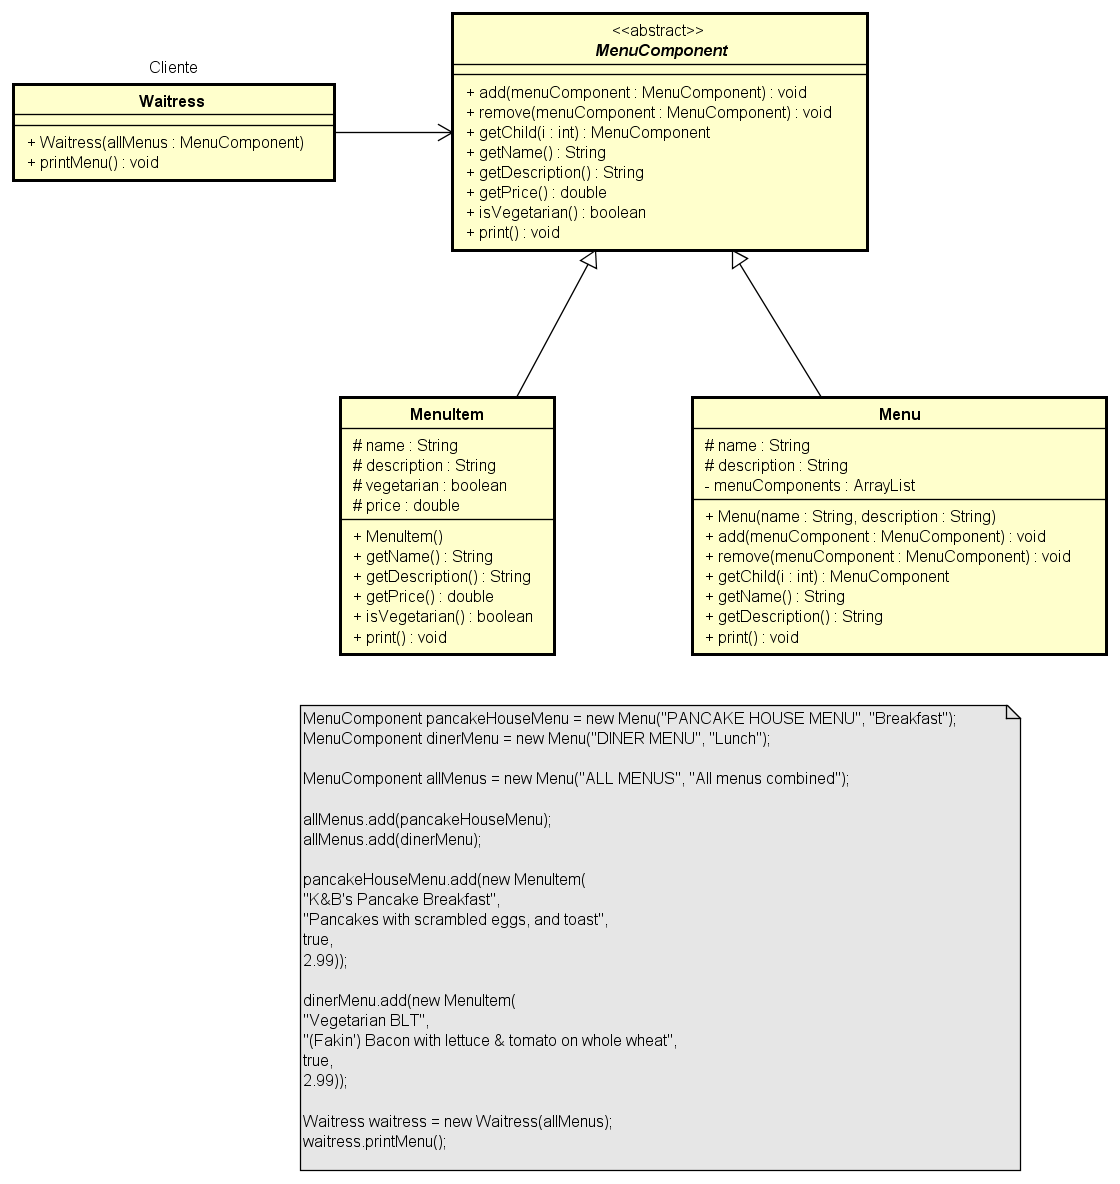 Cliente
Waitress
+ Waitress(allMenus : MenuComponent)
+ printMenu() : void
<<abstract>>
MenuComponent
+ add(menuComponent : MenuComponent) : void
+ remove(menuComponent : MenuComponent) : void
+ getChild(i : int) : MenuComponent
+ getName() : String
+ getDescription() : String
+ getPrice() : double
+ isVegetarian() : boolean
+ print() : void
MenuItem
# name : String
# description : String
# vegetarian : boolean
# price : double
+ MenuItem()
+ getName() : String
+ getDescription() : String
+ getPrice() : double
+ isVegetarian() : boolean
+ print() : void
Menu
# name : String
# description : String
- menuComponents : ArrayList
+ Menu(name : String, description : String)
+ add(menuComponent : MenuComponent) : void
+ remove(menuComponent : MenuComponent) : void
+ getChild(i : int) : MenuComponent
+ getName() : String
+ getDescription() : String
+ print() : void
MenuComponent pancakeHouseMenu = new Menu("PANCAKE HOUSE MENU", "Breakfast");
MenuComponent dinerMenu = new Menu("DINER MENU", "Lunch");
MenuComponent allMenus = new Menu("ALL MENUS", "All menus combined");
allMenus.add(pancakeHouseMenu);
allMenus.add(dinerMenu);
pancakeHouseMenu.add(new MenuItem(
"K&B's Pancake Breakfast",
"Pancakes with scrambled eggs, and toast",
true,
2.99));
dinerMenu.add(new MenuItem(
"Vegetarian BLT",
"(Fakin') Bacon with lettuce & tomato on whole wheat",
true,
2.99));
Waitress waitress = new Waitress(allMenus);
waitress.printMenu();